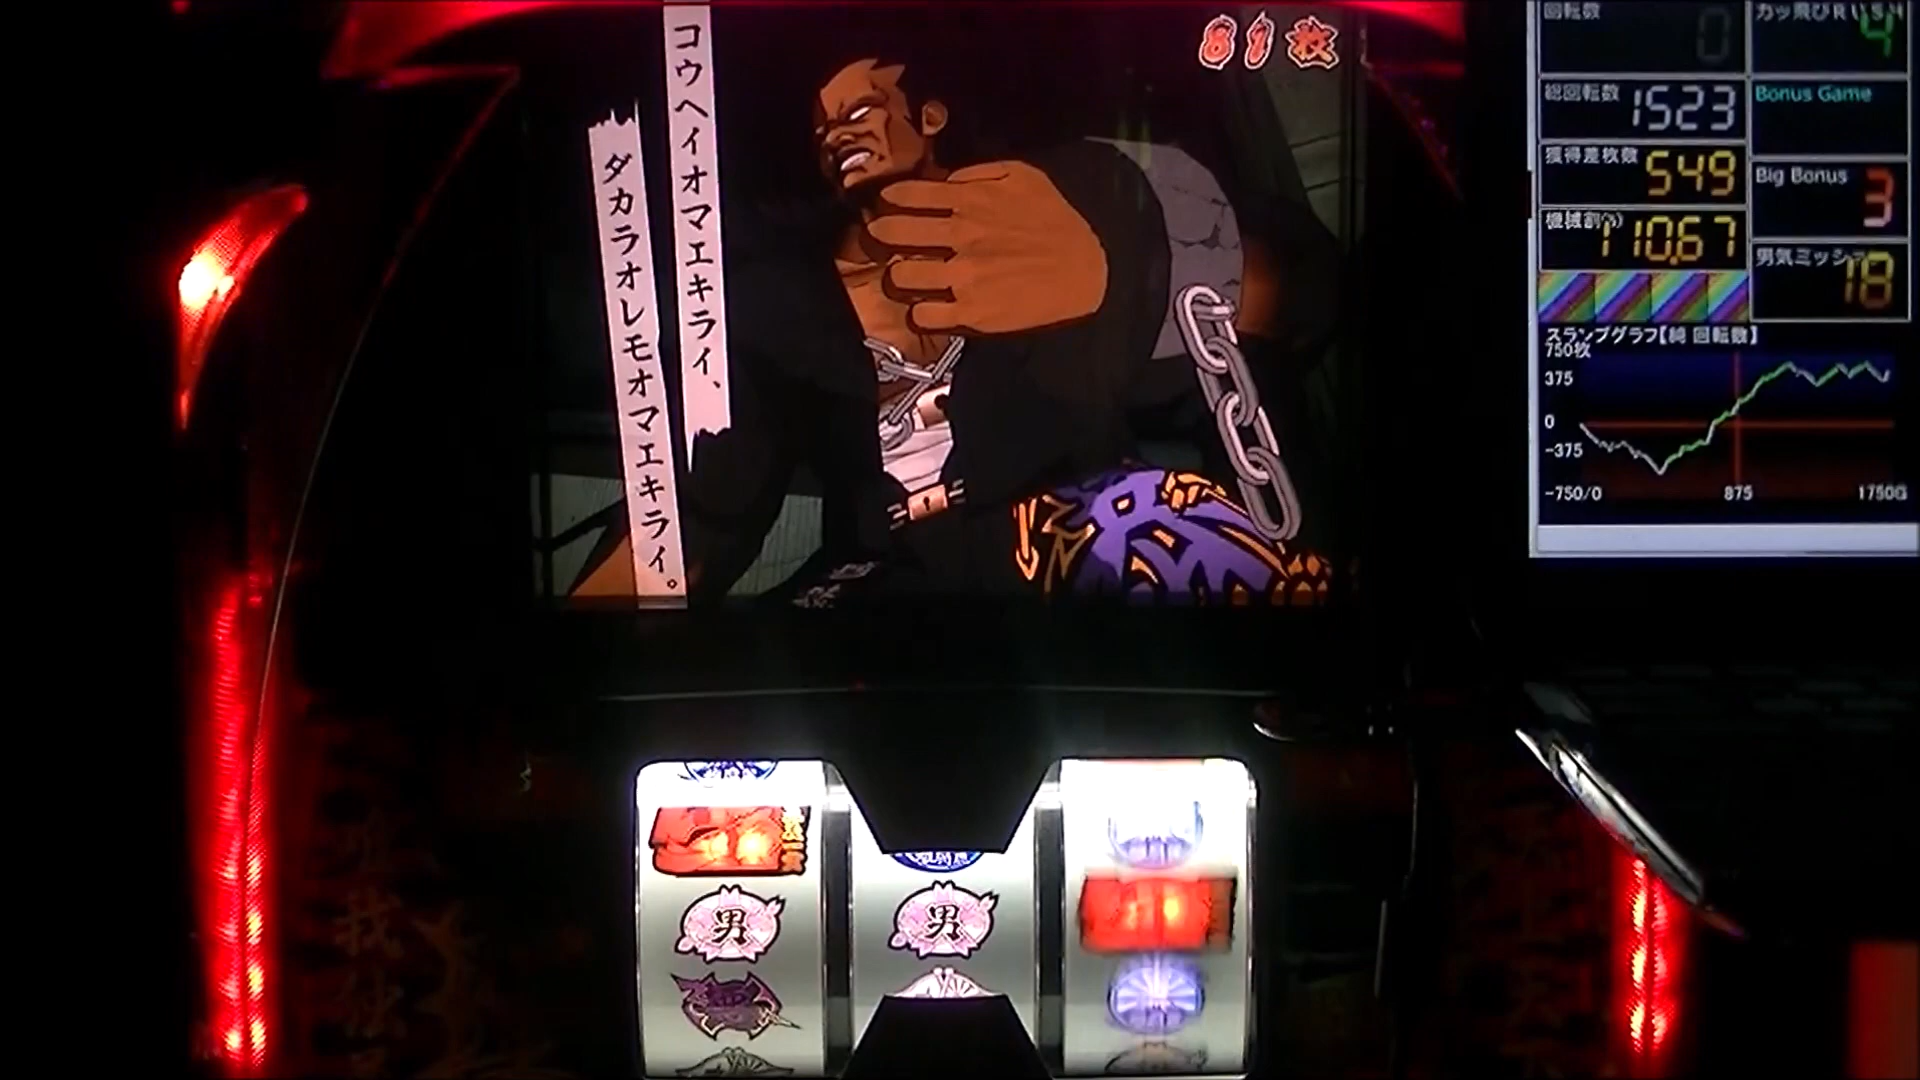 コウヘイオマエキライ、
ダカラオレモオマエキライ。
81枚
回転数
0
総回転数
1523
獲得差枚数
549
機械割(%)
110.67
カッ飛びRUSH
4
Bonus Game
Big Bonus
3
男気ミッション
18
スランプグラフ【純 回転数】
750枚
375
0
-375
-750/0
875
1750G
男
男